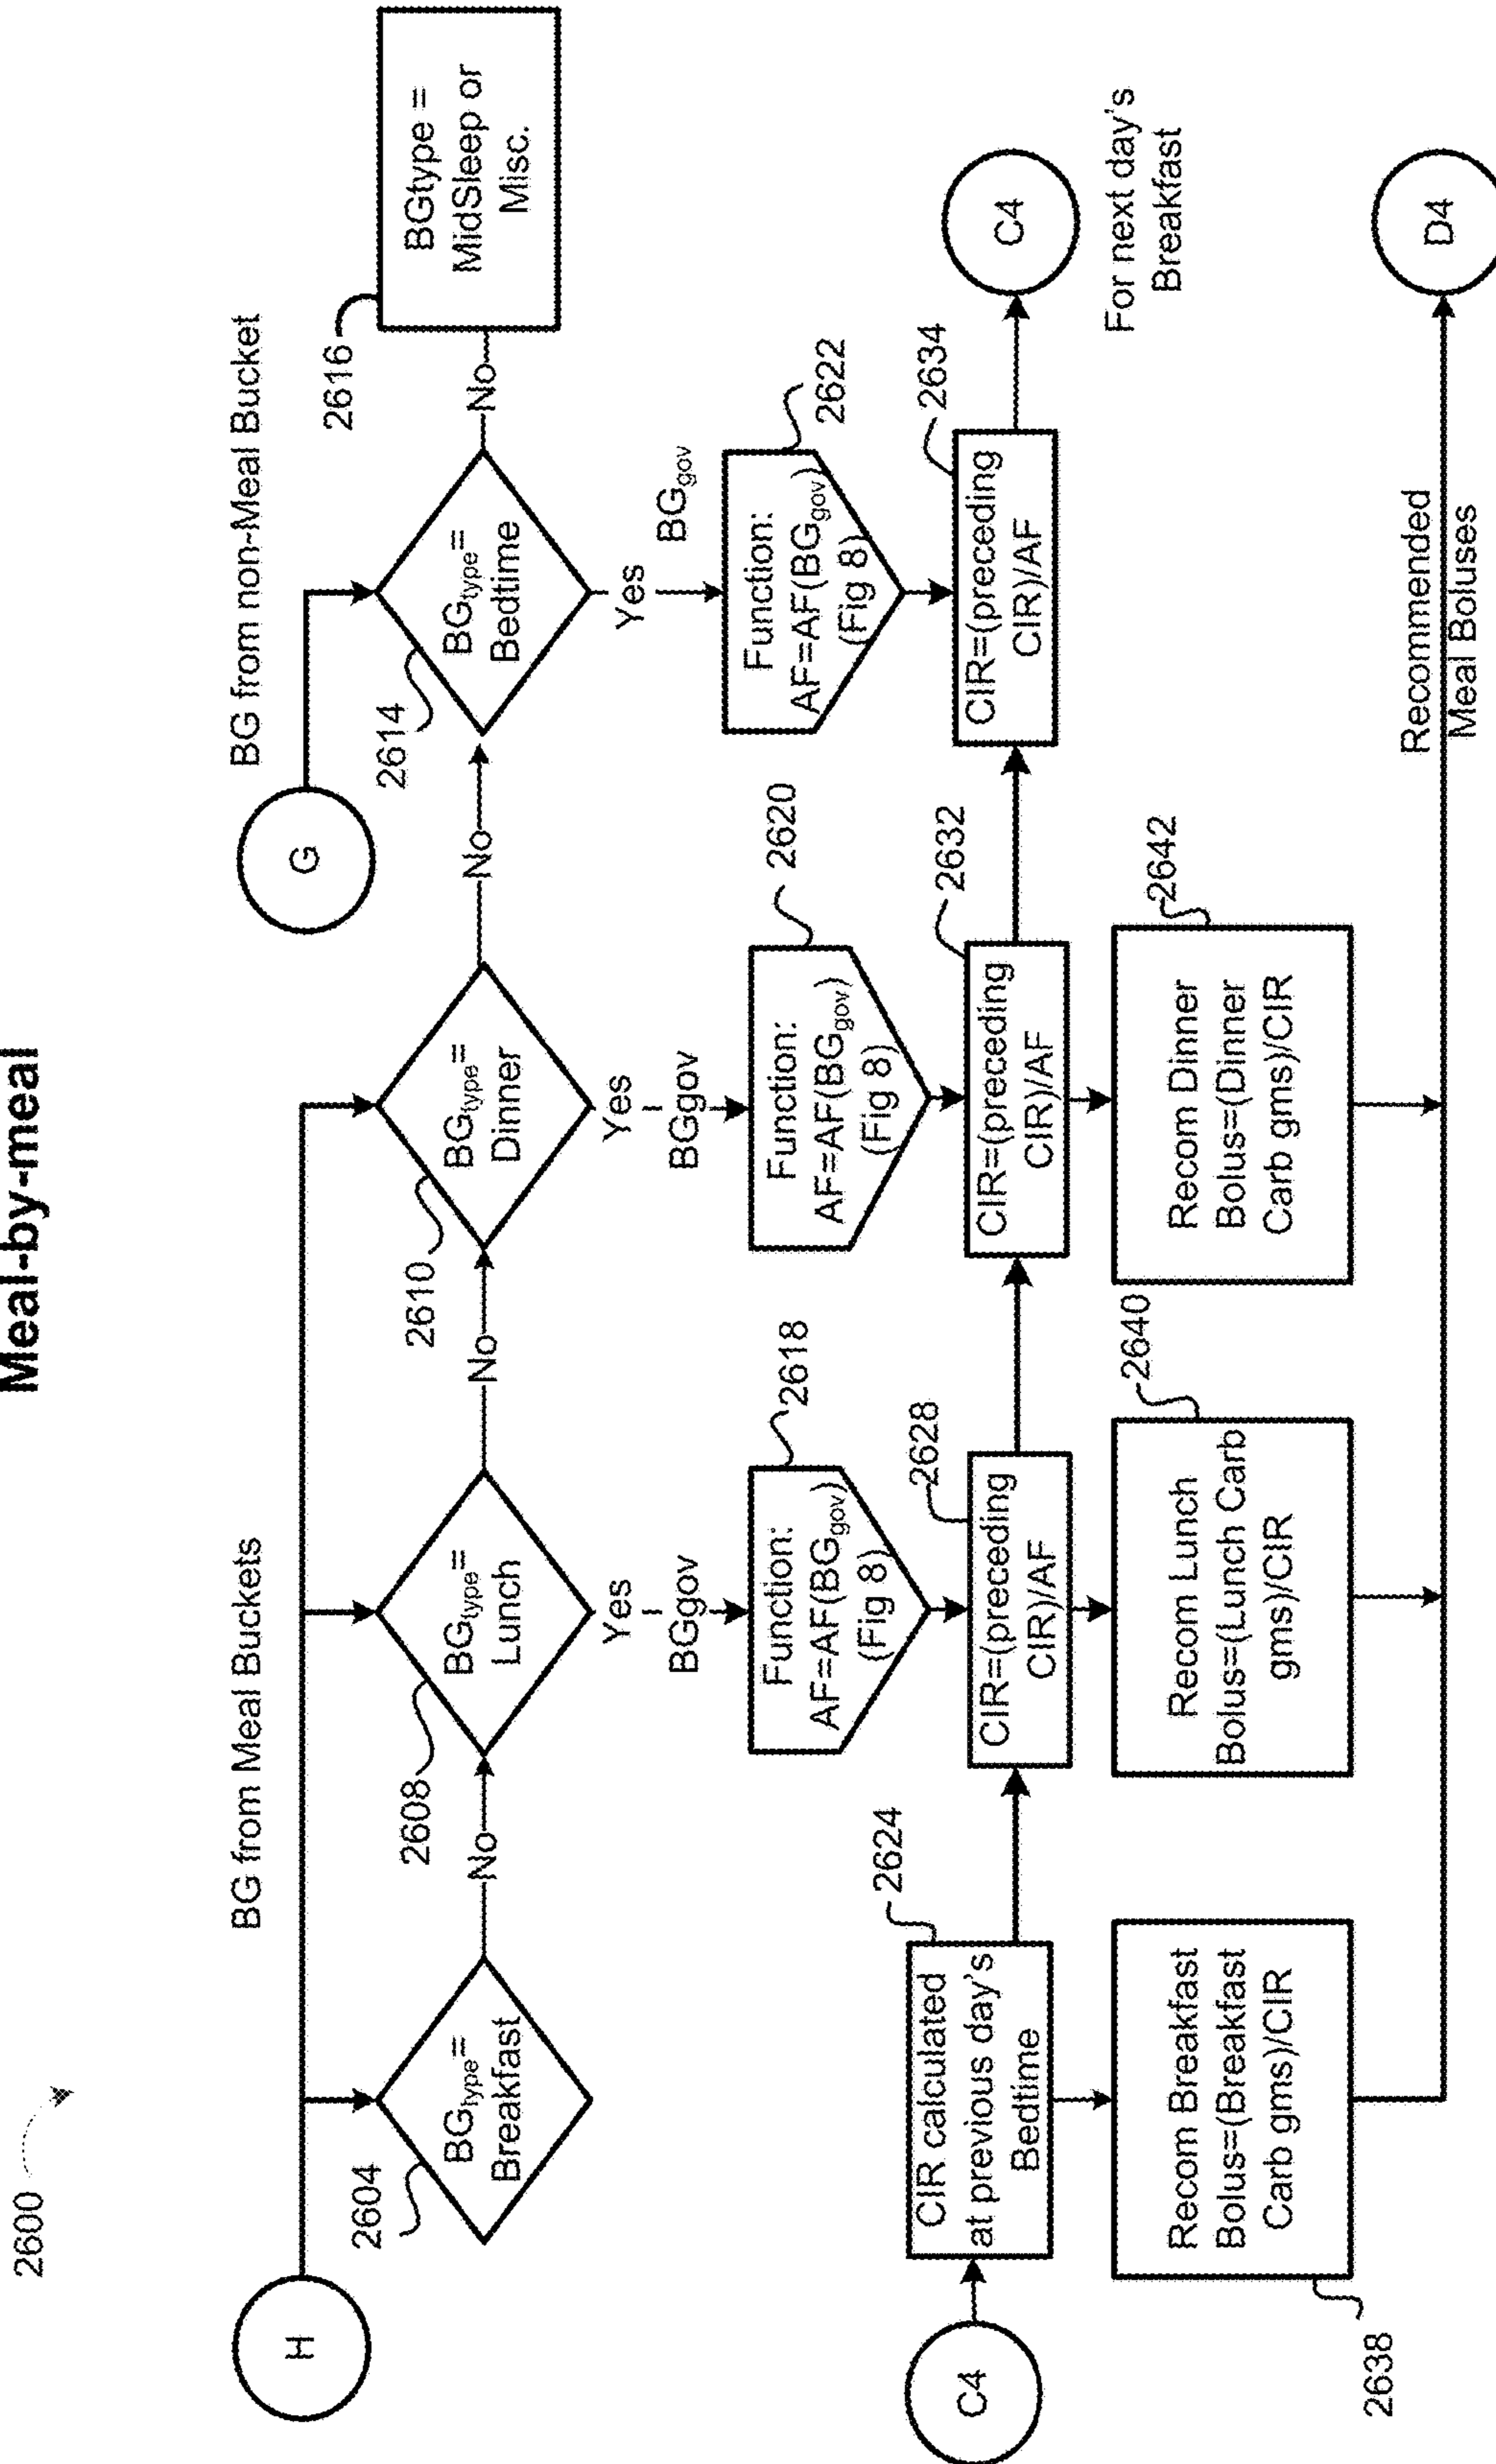 Meal-by-meal
2600
H
BG from Meal Buckets
G
BG from non-Meal Bucket
2604
BGtype=
Breakfast
No
2608
BGtype=
Lunch
No
2610
BGtype=
Dinner
No
2614
BGtype=
Bedtime
No
2616
BGtype =
MidSleep or
Misc.
Yes
BGgov
Yes
BGgov
Yes
BGgov
Function:
AF=AF(BGgov)
(Fig 8)
2618
Function:
AF=AF(BGgov)
(Fig 8)
2620
Function:
AF=AF(BGgov)
(Fig 8)
2622
C4
CIR calculated
at previous day's
Bedtime
2624
CIR=(preceding
CIR)/AF
2628
CIR=(preceding
CIR)/AF
2632
CIR=(preceding
CIR)/AF
2634
C4
For next day's
Breakfast
Recom Breakfast
Bolus=(Breakfast
Carb gms)/CIR
2638
Recom Lunch
Bolus=(Lunch Carb
gms)/CIR
2640
Recom Dinner
Bolus=(Dinner
Carb gms)/CIR
2642
Recommended
Meal Boluses
D4